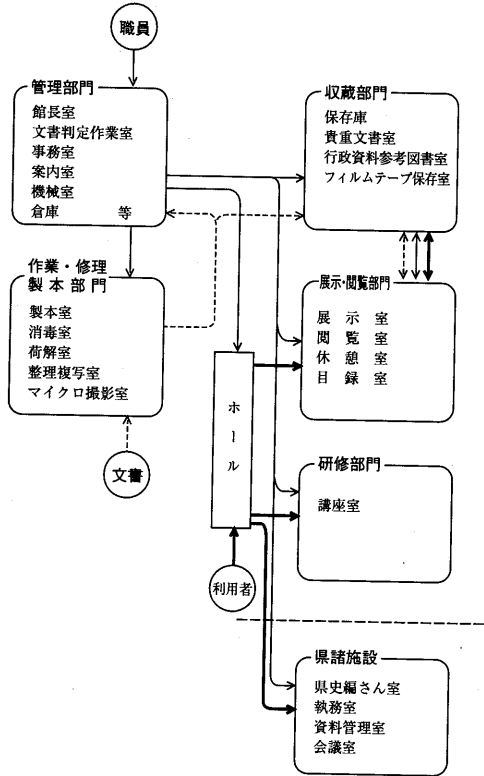 職員
管理部門
館長室
文書判定作業室
事務室
案内室
機械室
倉庫 等
収蔵部門
保存庫
貴重文書室
行政資料参考図書室
フィルムテープ保存室
作業・修理
製本部門
製本室
消毒室
荷解室
整理複写室
マイクロ撮影室
文書
展示・閲覧部門
展示室
閲覧室
休憩室
目録室
ホール
利用者
研修部門
講座室
県諸施設
県史編さん室
執務室
資料管理室
会議室